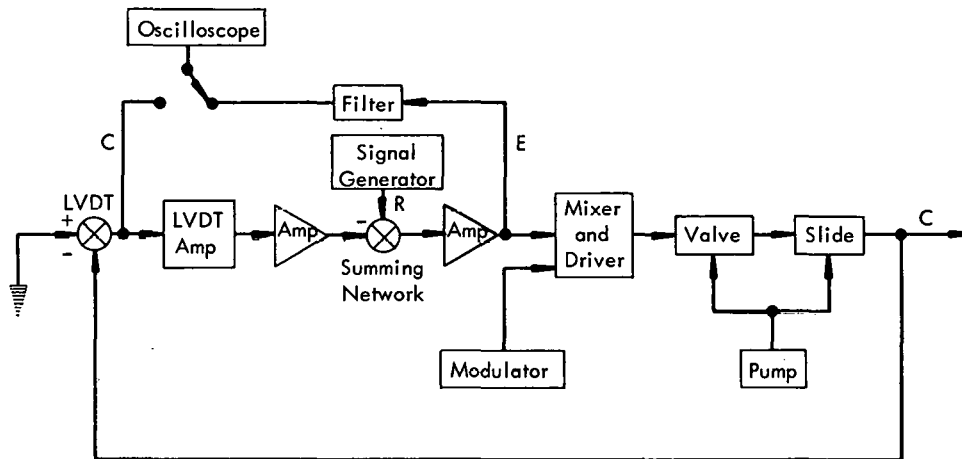 Oscilloscope
Filter
C
E
Signal
Generator
LVDT
+
-
LVDT
Amp
Amp
-
R
Summing
Network
Amp
Mixer
and
Driver
Valve
Slide
C
Modulator
Pump